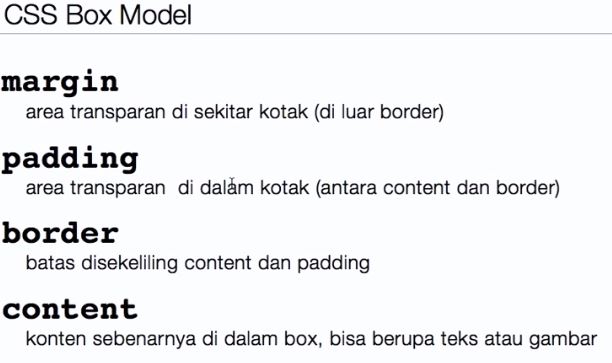 CSS Box Model
margin
area transparan di sekitar kotak (di luar border)
padding
area transparan di dalam kotak (antara content dan border)
border
batas disekeliling content dan padding
content
konten sebenarnya di dalam box, bisa berupa teks atau gambar